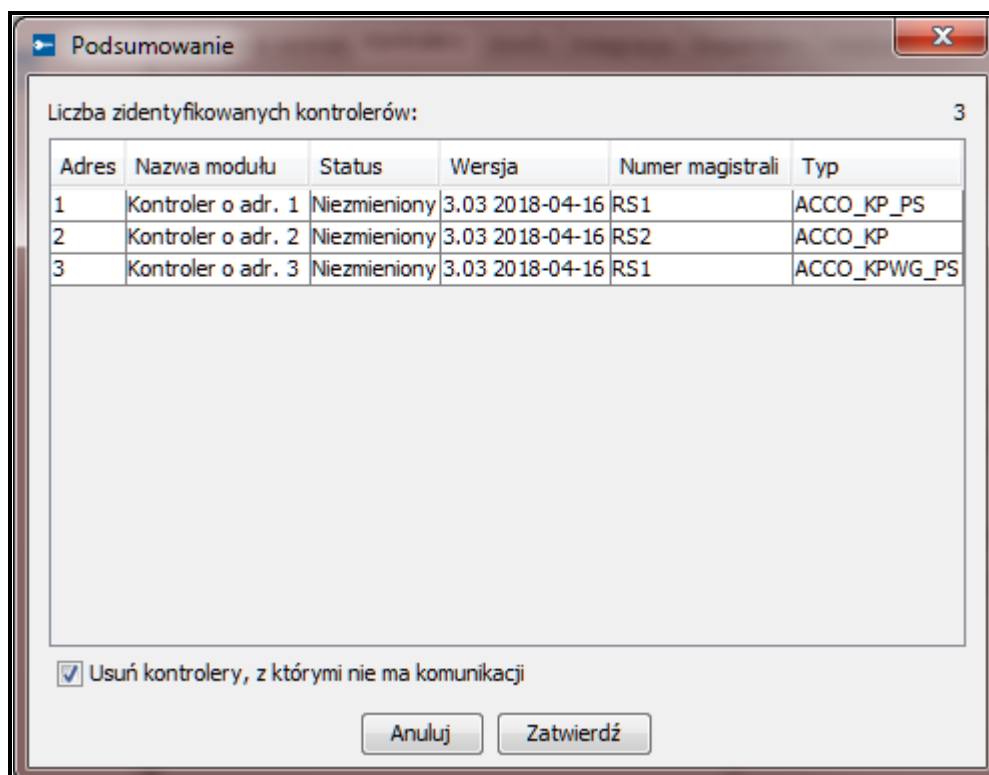 Podsumowanie
Liczba zidentyfikowanych kontrolerów: 3
Adres Nazwa modułu Status Wersja Numer magistrali Typ
1 Kontroler o adr. 1 Niezmieniony 3.03 2018-04-16 RS1 ACCO_KP_PS
2 Kontroler o adr. 2 Niezmieniony 3.03 2018-04-16 RS2 ACCO_KP
3 Kontroler o adr. 3 Niezmieniony 3.03 2018-04-16 RS1 ACCO_KPWG_PS
Usuń kontrolery, z którymi nie ma komunikacji
Anuluj Zatwierdź